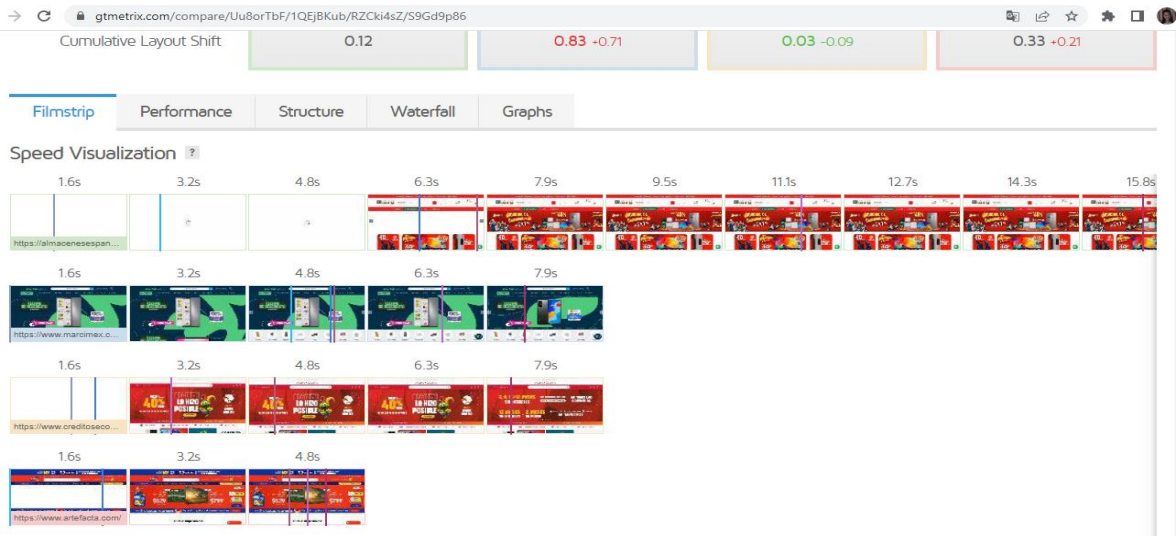 gtmetrix.com/compare/Uu8orTbF/1QEjBKub/RZCki4sZ/S9Gd9p86
Cumulative Layout Shift 0.12 0.83 +0.71 0.03 -0.09 0.33 +0.21
Filmstrip Performance Structure Waterfall Graphs
Speed Visualization ?
1.6s 3.2s 4.8s 6.3s 7.9s 9.5s 11.1s 12.7s 14.3s 15.8s
https://almacenesespan...
1.6s 3.2s 4.8s 6.3s 7.9s
https://www.marcimex.c...
1.6s 3.2s 4.8s 6.3s 7.9s
40%
LO HIZO
POSIBLE
https://www.creditoseco...
1.6s 3.2s 4.8s
https://www.artefacta.com/